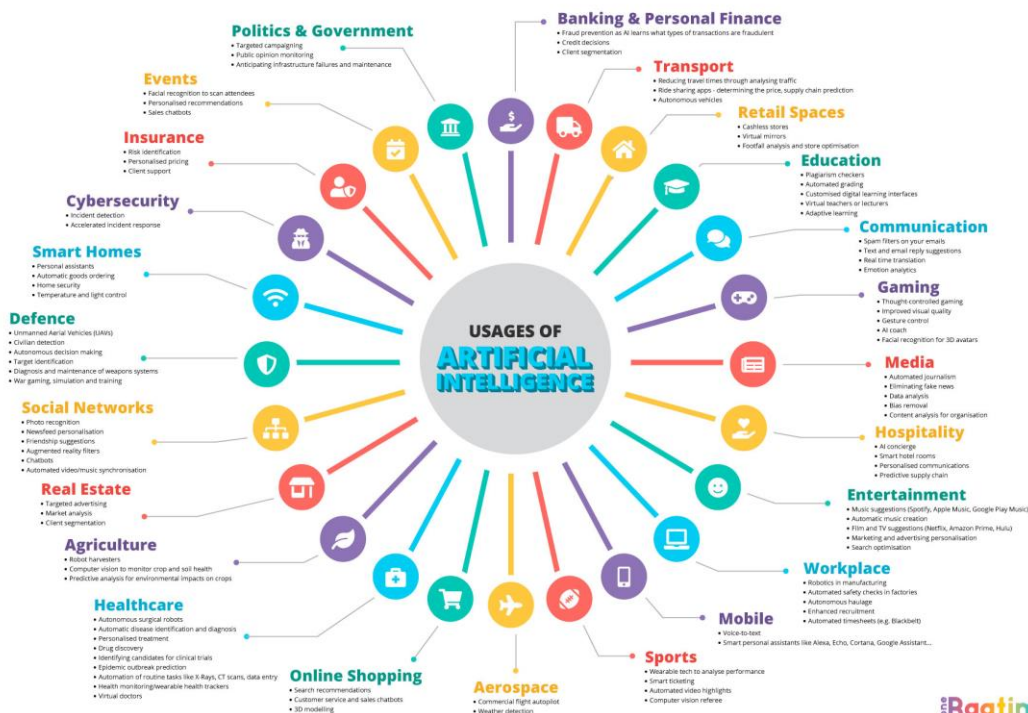 Banking & Personal Finance
• Fraud prevention as AI learns what types of transactions are fraudulent
• Credit decisions
• Client segmentation
Transport
• Reducing travel times through analysing traffic
• Ride sharing apps - determining the price, supply chain prediction
• Autonomous vehicles
Retail Spaces
• Cashless stores
• Virtual mirrors
• Footfall analysis and store optimisation
Education
• Plagiarism checkers
• Automated grading
• Customised digital learning interfaces
• Virtual teachers or lecturers
• Adaptive learning
Communication
• Spam filters on your emails
• Text and email reply suggestions
• Real time translation
• Emotion analytics
Gaming
• Thought-controlled gaming
• Improved visual quality
• Gesture control
• AI coach
• Facial recognition for 3D avatars
Media
• Automated journalism
• Eliminating fake news
• Data analysis
• Bias removal
• Content analysis for organisation
Hospitality
• AI concierge
• Smart hotel rooms
• Personalised communications
• Predictive supply chain
Entertainment
• Music suggestions (Spotify, Apple Music, Google Play Music)
• Automatic music creation
• Film and TV suggestions (Netflix, Amazon Prime, Hulu)
• Marketing and advertising personalisation
• Search optimisation
Workplace
• Robotics in manufacturing
• Automated safety checks in factories
• Autonomous haulage
• Enhanced recruitment
• Automated timesheets (e.g. Blackbelt)
Mobile
• Voice-to-text
• Smart personal assistants like Alexa, Echo, Cortana, Google Assistant...
Sports
• Wearable tech to analyse performance
• Smart ticketing
• Automated video highlights
• Computer vision referee
Aerospace
• Commercial flight autopilot
• Weather detection
Online Shopping
• Search recommendations
• Customer service and sales chatbots
• 3D modelling
Healthcare
• Autonomous surgical robots
• Automatic disease identification and diagnosis
• Personalised treatment
• Drug discovery
• Identifying candidates for clinical trials
• Epidemic outbreak prediction
• Automation of routine tasks like X-Rays, CT scans, data entry
• Health monitoring/wearable health trackers
• Virtual doctors
Agriculture
• Robot harvesters
• Computer vision to monitor crop and soil health
• Predictive analysis for environmental impacts on crops
Real Estate
• Targeted advertising
• Market analysis
• Client segmentation
Social Networks
• Photo recognition
• Newsfeed personalisation
• Friendship suggestions
• Augmented reality filters
• Chatbots
• Automated video/music synchronisation
Defence
• Unmanned Aerial Vehicles (UAVs)
• Civilian detection
• Autonomous decision making
• Target identification
• Diagnosis and maintenance of weapons systems
• War gaming, simulation and training
Smart Homes
• Personal assistants
• Automatic goods ordering
• Home security
• Temperature and light control
Cybersecurity
• Incident detection
• Accelerated incident response
Insurance
• Risk identification
• Personalised pricing
• Client support
Events
• Facial recognition to scan attendees
• Personalised recommendations
• Sales chatbots
Politics & Government
• Targeted campaigning
• Public opinion monitoring
• Anticipating infrastructure failures and maintenance
USAGES OF
ARTIFICIAL
INTELLIGENCE
$